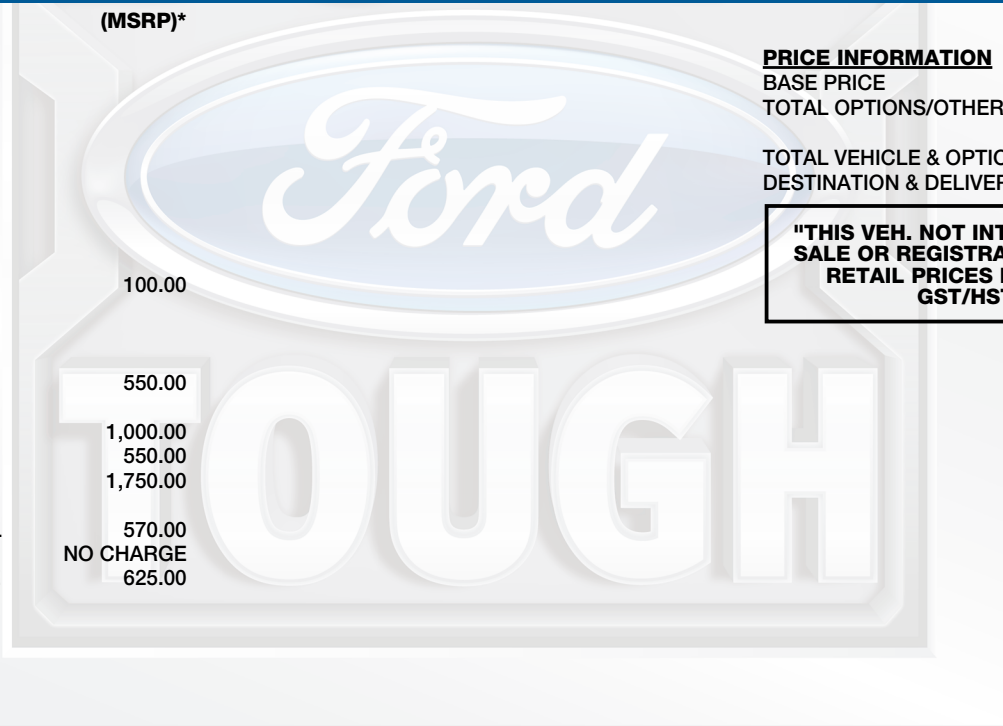 (MSRP)*
PRICE INFORMATION
BASE PRICE
TOTAL OPTIONS/OTHER
TOTAL VEHICLE & OPTIO
DESTINATION & DELIVER
"THIS VEH. NOT INT
SALE OR REGISTRA
RETAIL PRICES
GST/HST
100.00
550.00
1,000.00
550.00
1,750.00
570.00
NO CHARGE
625.00
Ford
TOUGH